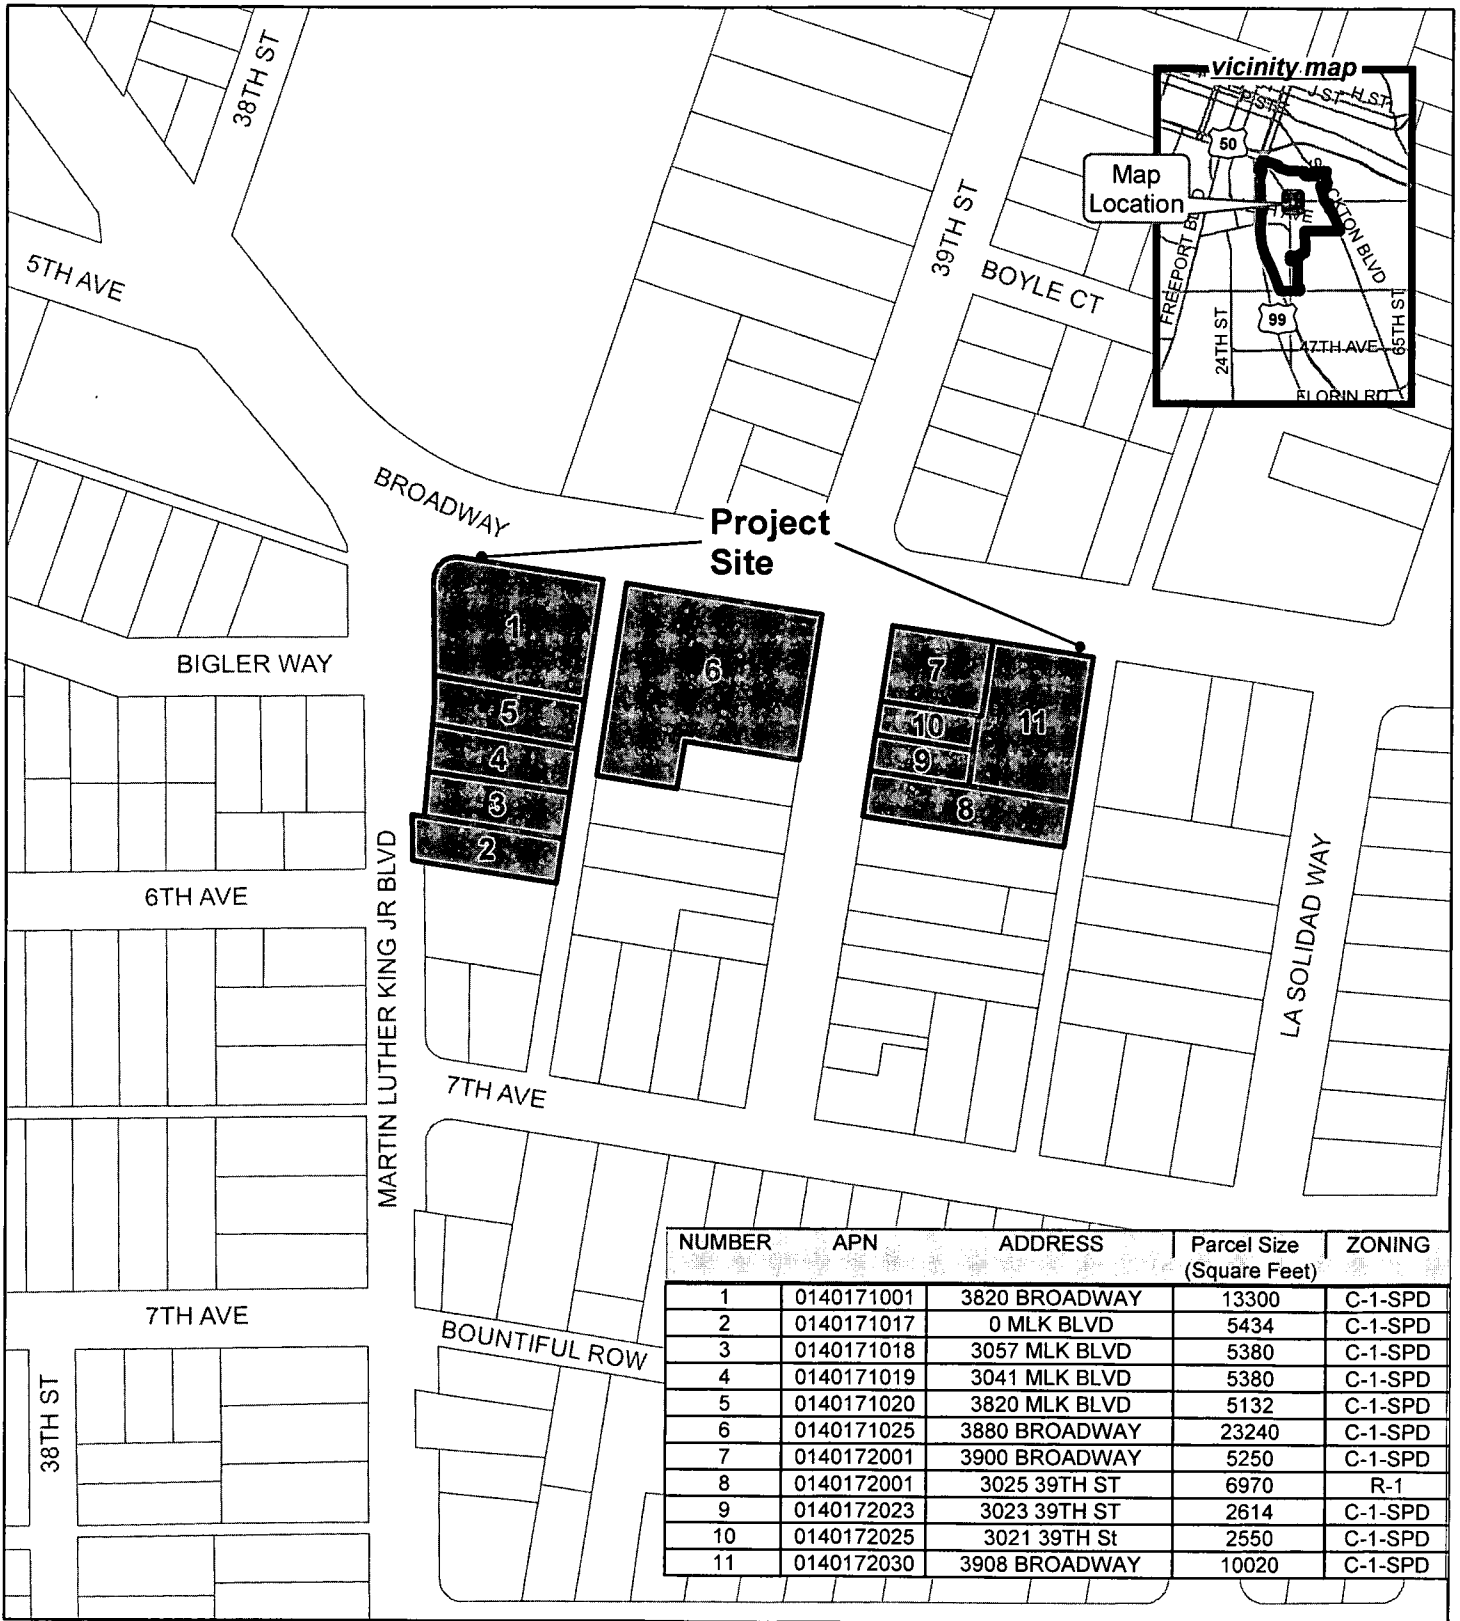 38TH ST
vicinity map
J ST
H ST
P ST
50
Map
Location
FREEPORT
CKTON BLVD
99
24TH ST
47TH AVE
65TH ST
FLORIN RD
5TH AVE
39TH ST
BOYLE CT
BROADWAY
Project
Site
BIGLER WAY
1
5
4
3
2
6
7
10
9
11
8
6TH AVE
MARTIN LUTHER KING JR BLVD
LA SOLIDAD WAY
7TH AVE
7TH AVE
BOUNTIFUL ROW
38TH ST
NUMBER APN ADDRESS Parcel Size ZONING
(Square Feet)
1 0140171001 3820 BROADWAY 13300 C-1-SPD
2 0140171017 0 MLK BLVD 5434 C-1-SPD
3 0140171018 3057 MLK BLVD 5380 C-1-SPD
4 0140171019 3041 MLK BLVD 5380 C-1-SPD
5 0140171020 3820 MLK BLVD 5132 C-1-SPD
6 0140171025 3880 BROADWAY 23240 C-1-SPD
7 0140172001 3900 BROADWAY 5250 C-1-SPD
8 0140172001 3025 39TH ST 6970 R-1
9 0140172023 3023 39TH ST 2614 C-1-SPD
10 0140172025 3021 39TH St 2550 C-1-SPD
11 0140172030 3908 BROADWAY 10020 C-1-SPD